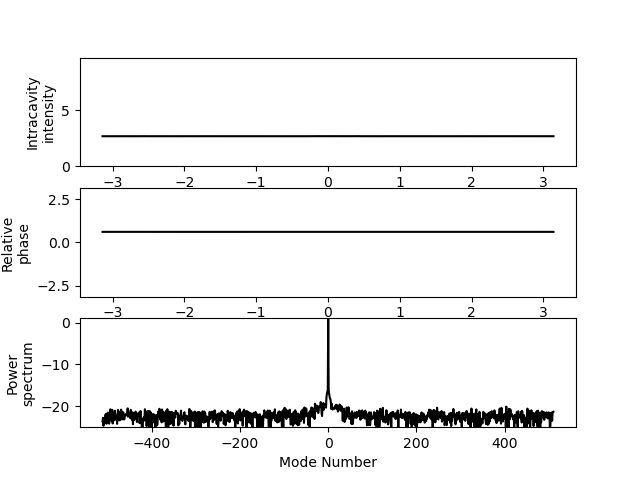 Intracavity
intensity
5
0
−3 −2 −1 0 1 2 3
Relative
phase
2.5
0.0
−2.5
−3 −2 −1 0 1 2 3
Power
spectrum
0
−10
−20
−400 −200 0 200 400
Mode Number